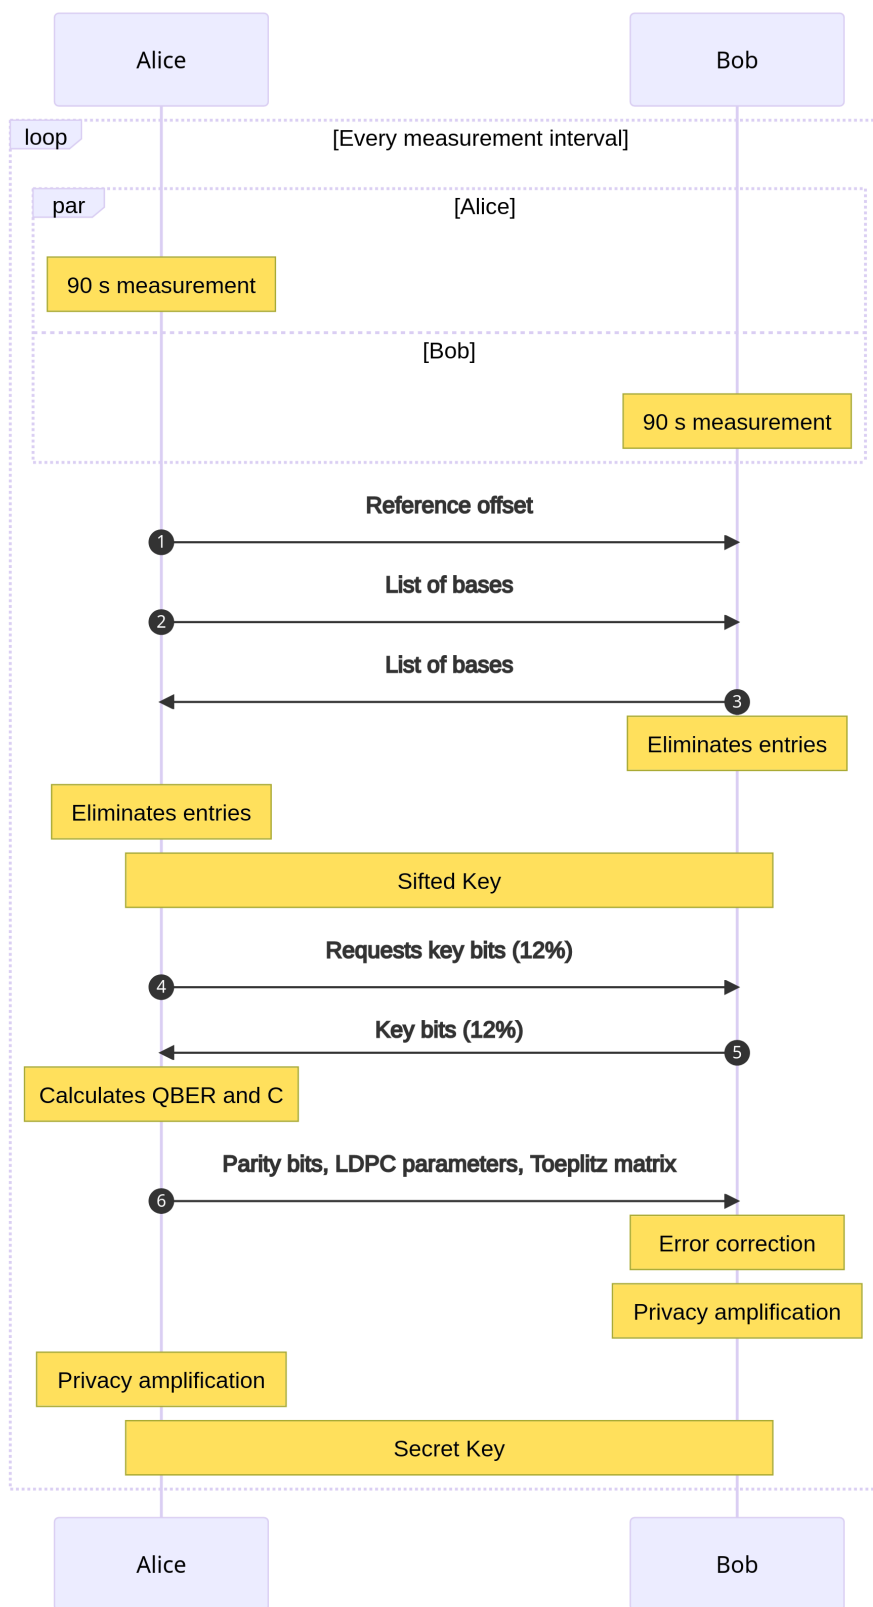 Alice
Bob
loop
[Every measurement interval]
par
[Alice]
90 s measurement
[Bob]
90 s measurement
Reference offset
1
List of bases
2
List of bases
3
Eliminates entries
Eliminates entries
Sifted Key
Requests key bits (12%)
4
Key bits (12%)
5
Calculates QBER and C
Parity bits, LDPC parameters, Toeplitz matrix
6
Error correction
Privacy amplification
Privacy amplification
Secret Key
Alice
Bob